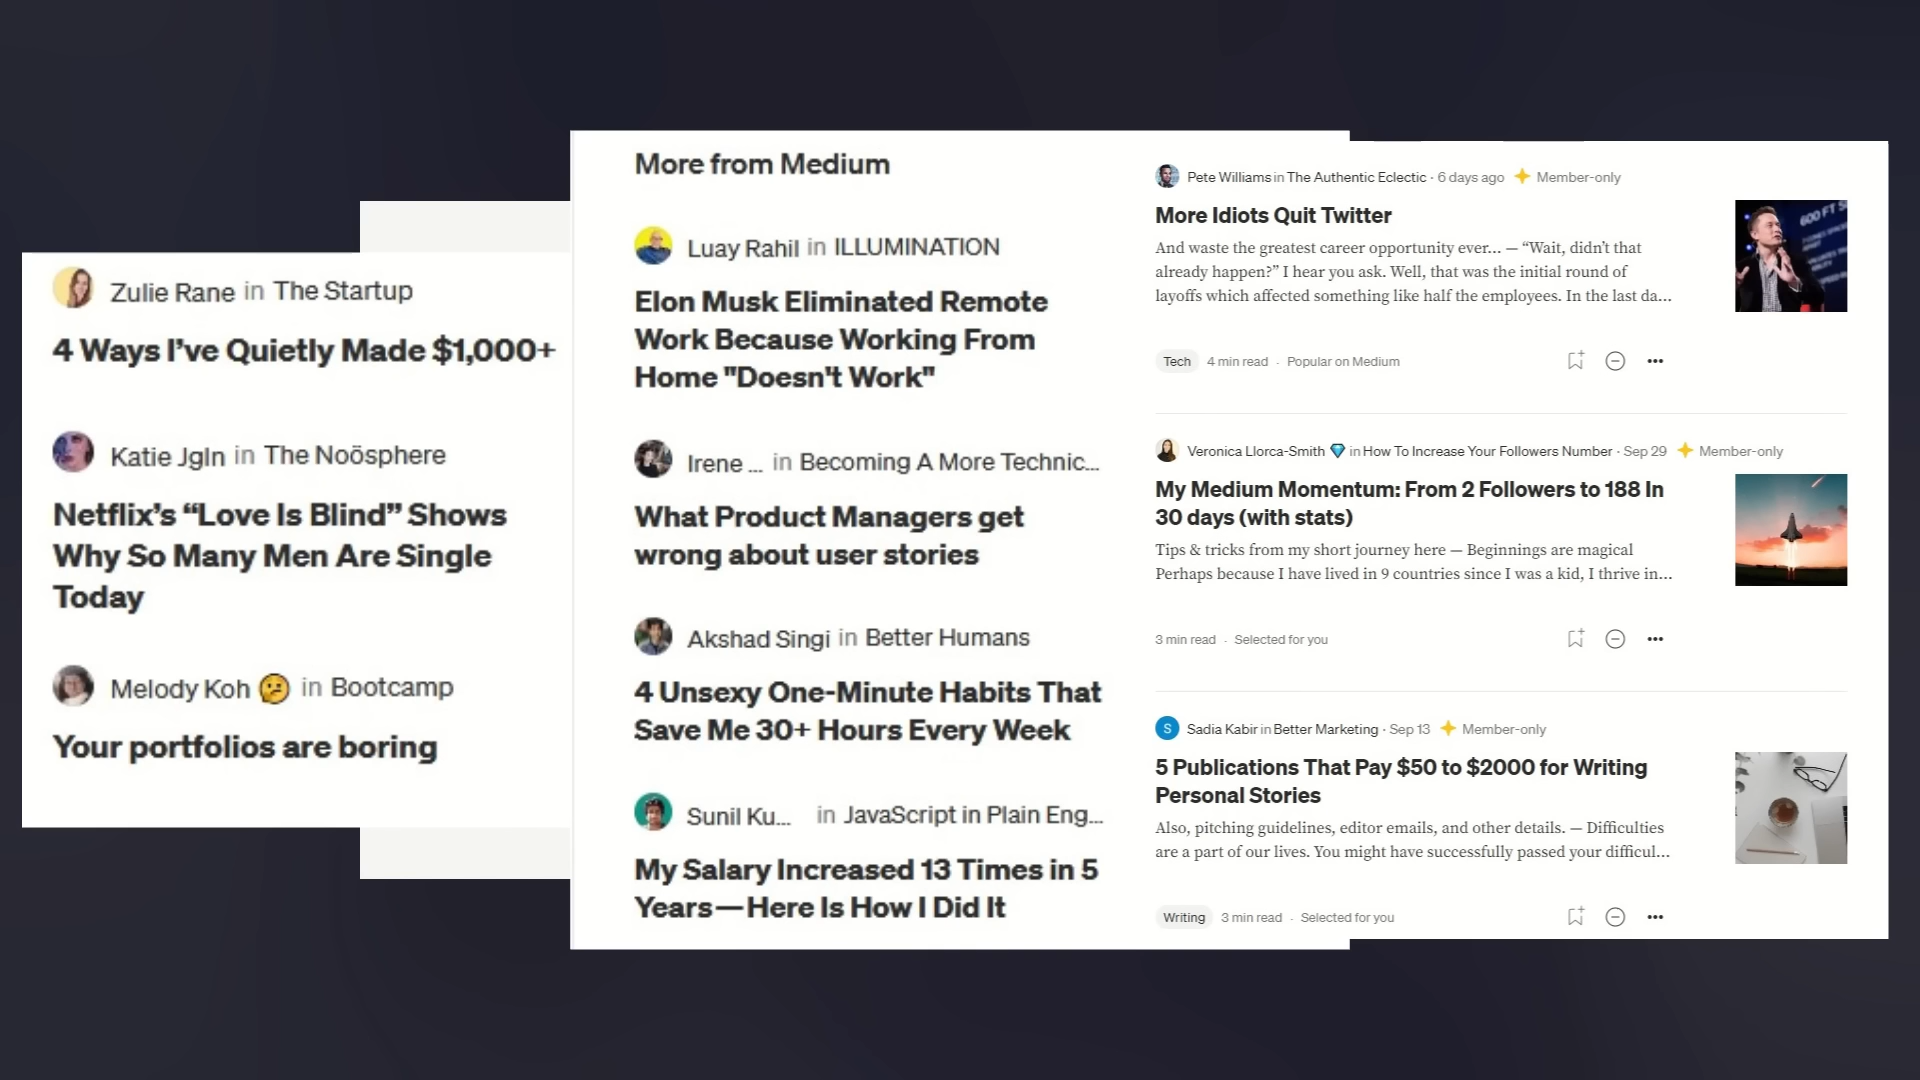 Zulie Rane in The Startup
4 Ways I’ve Quietly Made $1,000+
Katie Jgln in The Noösphere
Netflix’s “Love Is Blind” Shows
Why So Many Men Are Single
Today
Melody Koh 🫤 in Bootcamp
Your portfolios are boring
More from Medium
Luay Rahil in ILLUMINATION
Elon Musk Eliminated Remote
Work Because Working From
Home "Doesn't Work"
Irene ... in Becoming A More Technic...
What Product Managers get
wrong about user stories
Akshad Singi in Better Humans
4 Unsexy One-Minute Habits That
Save Me 30+ Hours Every Week
Sunil Ku... in JavaScript in Plain Eng...
My Salary Increased 13 Times in 5
Years — Here Is How I Did It
Pete Williams in The Authentic Eclectic · 6 days ago Member-only
More Idiots Quit Twitter
600 FT
And waste the greatest career opportunity ever... — “Wait, didn’t that
already happen?” I hear you ask. Well, that was the initial round of
layoffs which affected something like half the employees. In the last da...
Tech 4 min read · Popular on Medium
Veronica Llorca-Smith 💎 in How To Increase Your Followers Number · Sep 29 Member-only
My Medium Momentum: From 2 Followers to 188 In
30 days (with stats)
Tips & tricks from my short journey here — Beginnings are magical
Perhaps because I have lived in 9 countries since I was a kid, I thrive in...
3 min read · Selected for you
S Sadia Kabir in Better Marketing · Sep 13 Member-only
5 Publications That Pay $50 to $2000 for Writing
Personal Stories
Also, pitching guidelines, editor emails, and other details. — Difficulties
are a part of our lives. You might have successfully passed your difficul...
Writing 3 min read · Selected for you